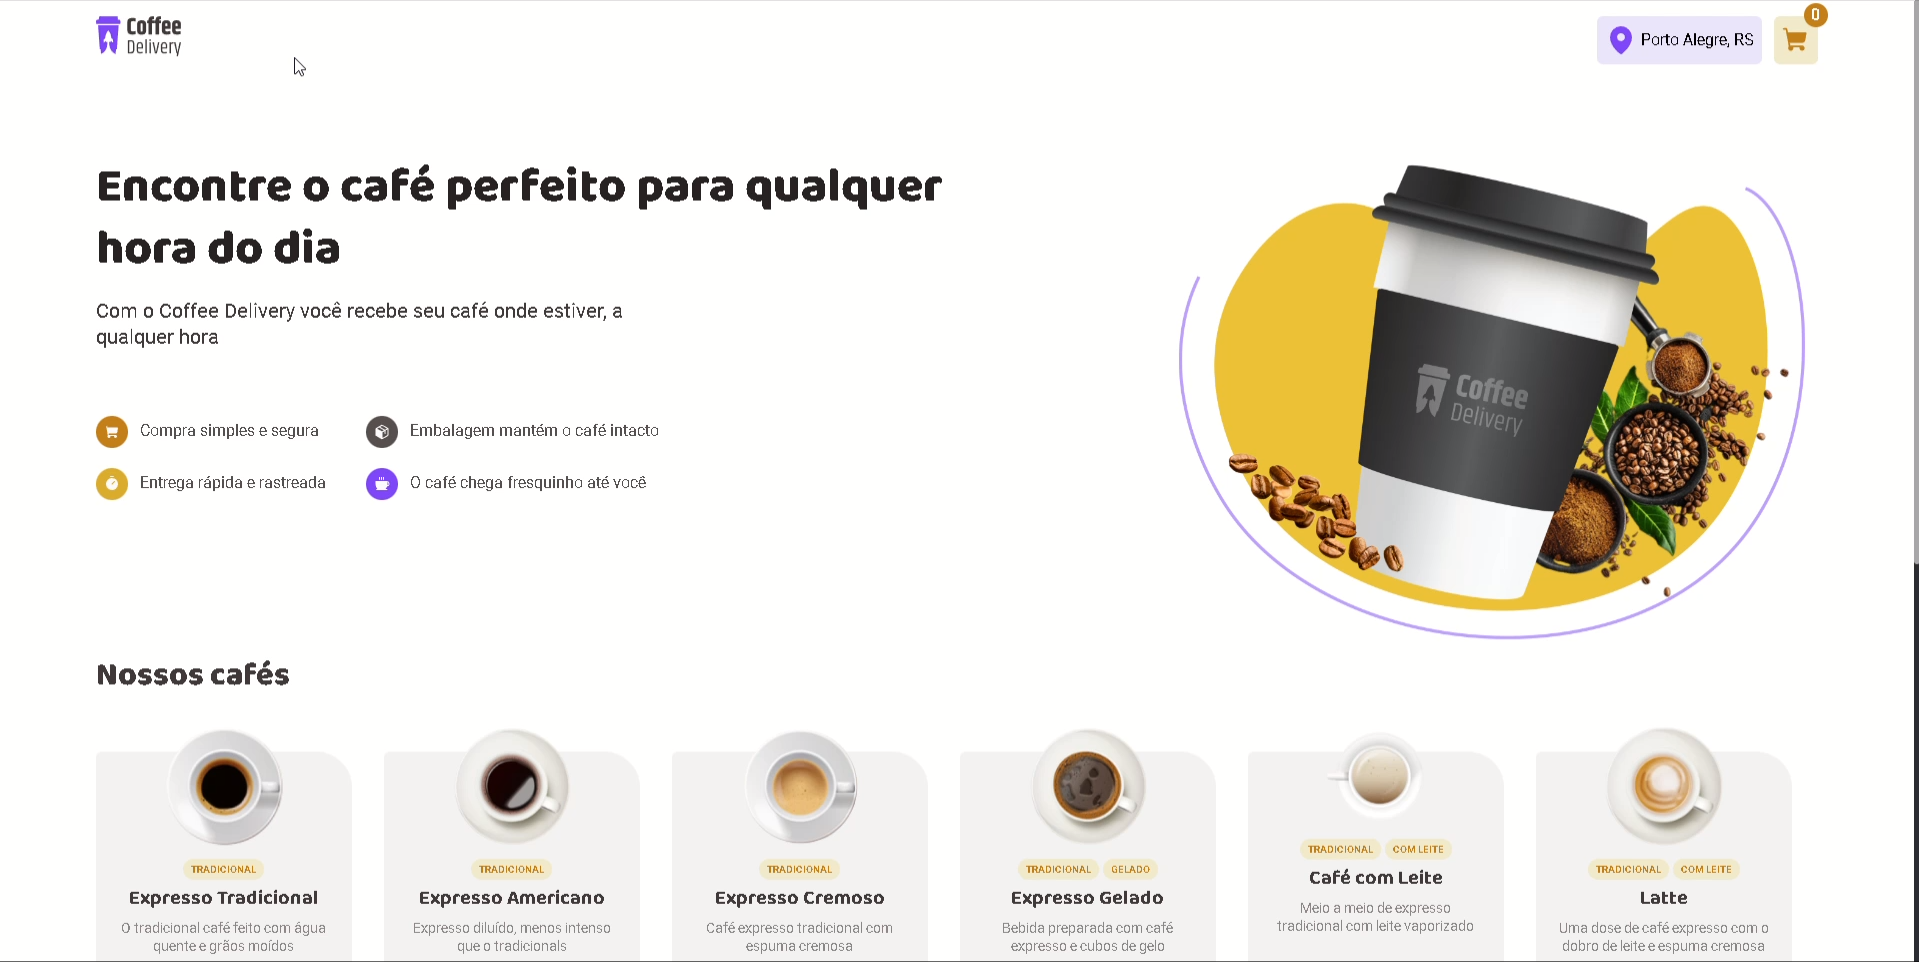 Coffee
Delivery
Porto Alegre, RS
0
Encontre o café perfeito para qualquer
hora do dia
Com o Coffee Delivery você recebe seu café onde estiver, a
qualquer hora
Compra simples e segura
Embalagem mantém o café intacto
Entrega rápida e rastreada
O café chega fresquinho até você
Coffee
Delivery
Nossos cafés
TRADICIONAL
Expresso Tradicional
O tradicional café feito com água
quente e grãos moídos
TRADICIONAL
Expresso Americano
Expresso diluído, menos intenso
que o tradicionals
TRADICIONAL
Expresso Cremoso
Café expresso tradicional com
espuma cremosa
TRADICIONAL GELADO
Expresso Gelado
Bebida preparada com café
expresso e cubos de gelo
TRADICIONAL COM LEITE
Café com Leite
Meio a meio de expresso
tradicional com leite vaporizado
TRADICIONAL COM LEITE
Latte
Uma dose de café expresso com o
dobro de leite e espuma cremosa